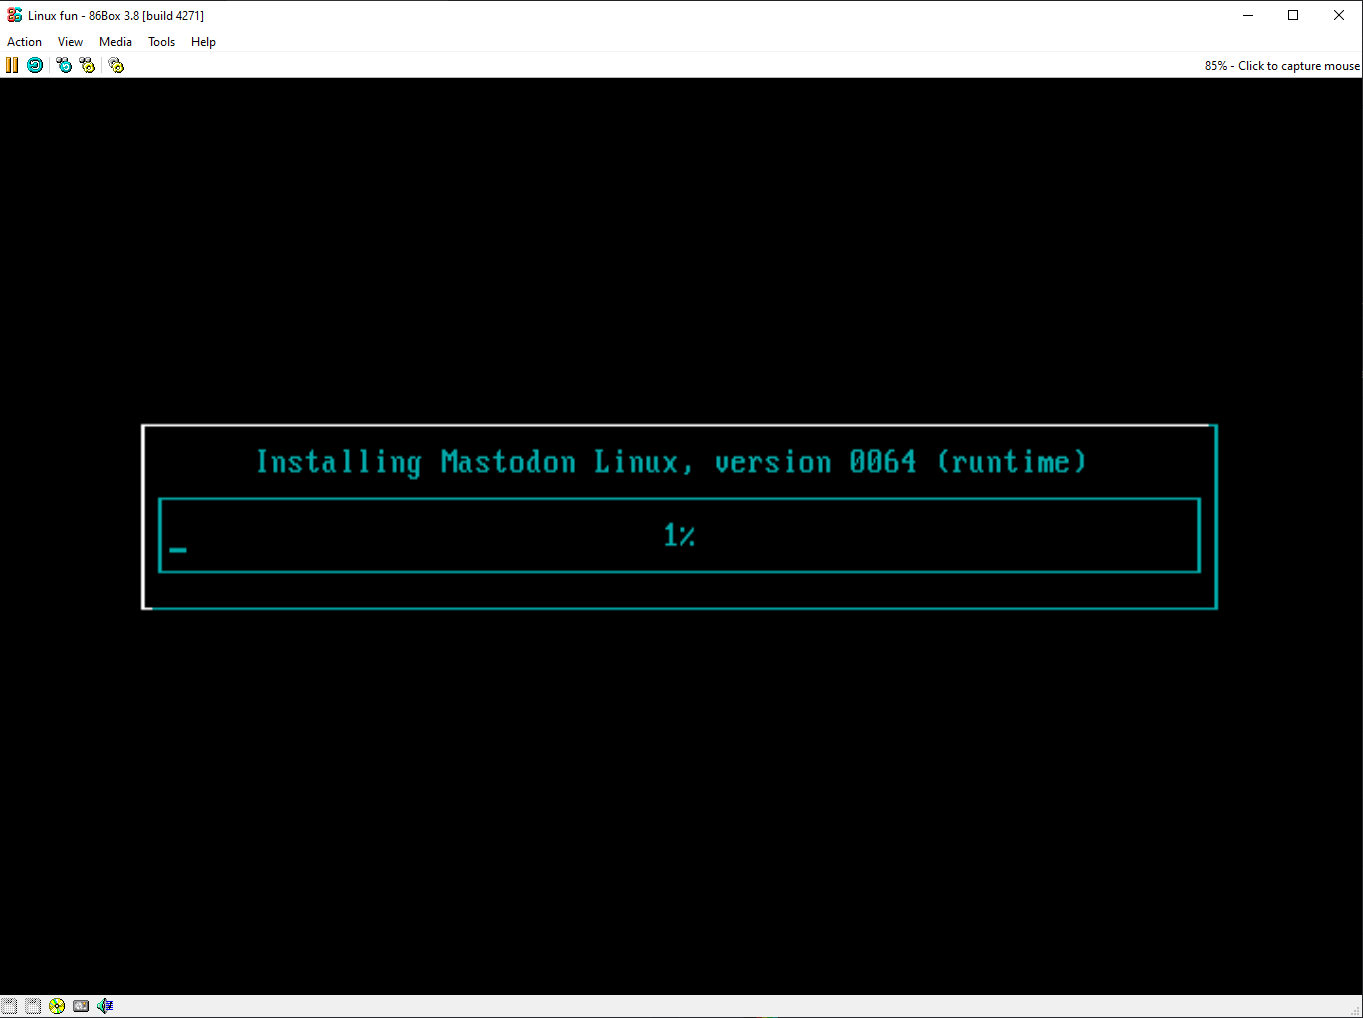 Linux fun - 86Box 3.8 [build 4271]
Action View Media Tools Help
85% - Click to capture mouse
Installing Mastodon Linux, version 0064 (runtime)
1%